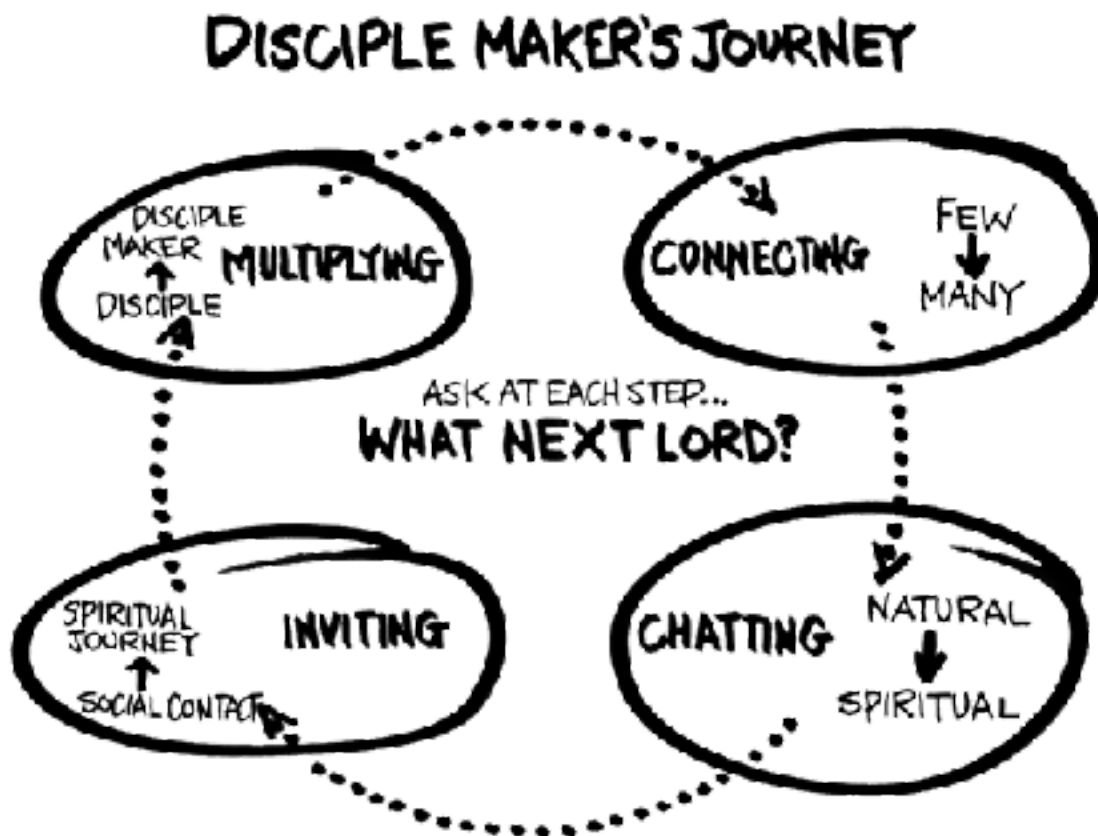 DISCIPLE MAKER'S JOURNEY
DISCIPLE
MAKER
DISCIPLE
MULTIPLYING
CONNECTING
FEW
MANY
ASK AT EACH STEP...
WHAT NEXT LORD?
SPIRITUAL
JOURNEY
SOCIAL CONTACT
INVITING
CHATTING
NATURAL
SPIRITUAL